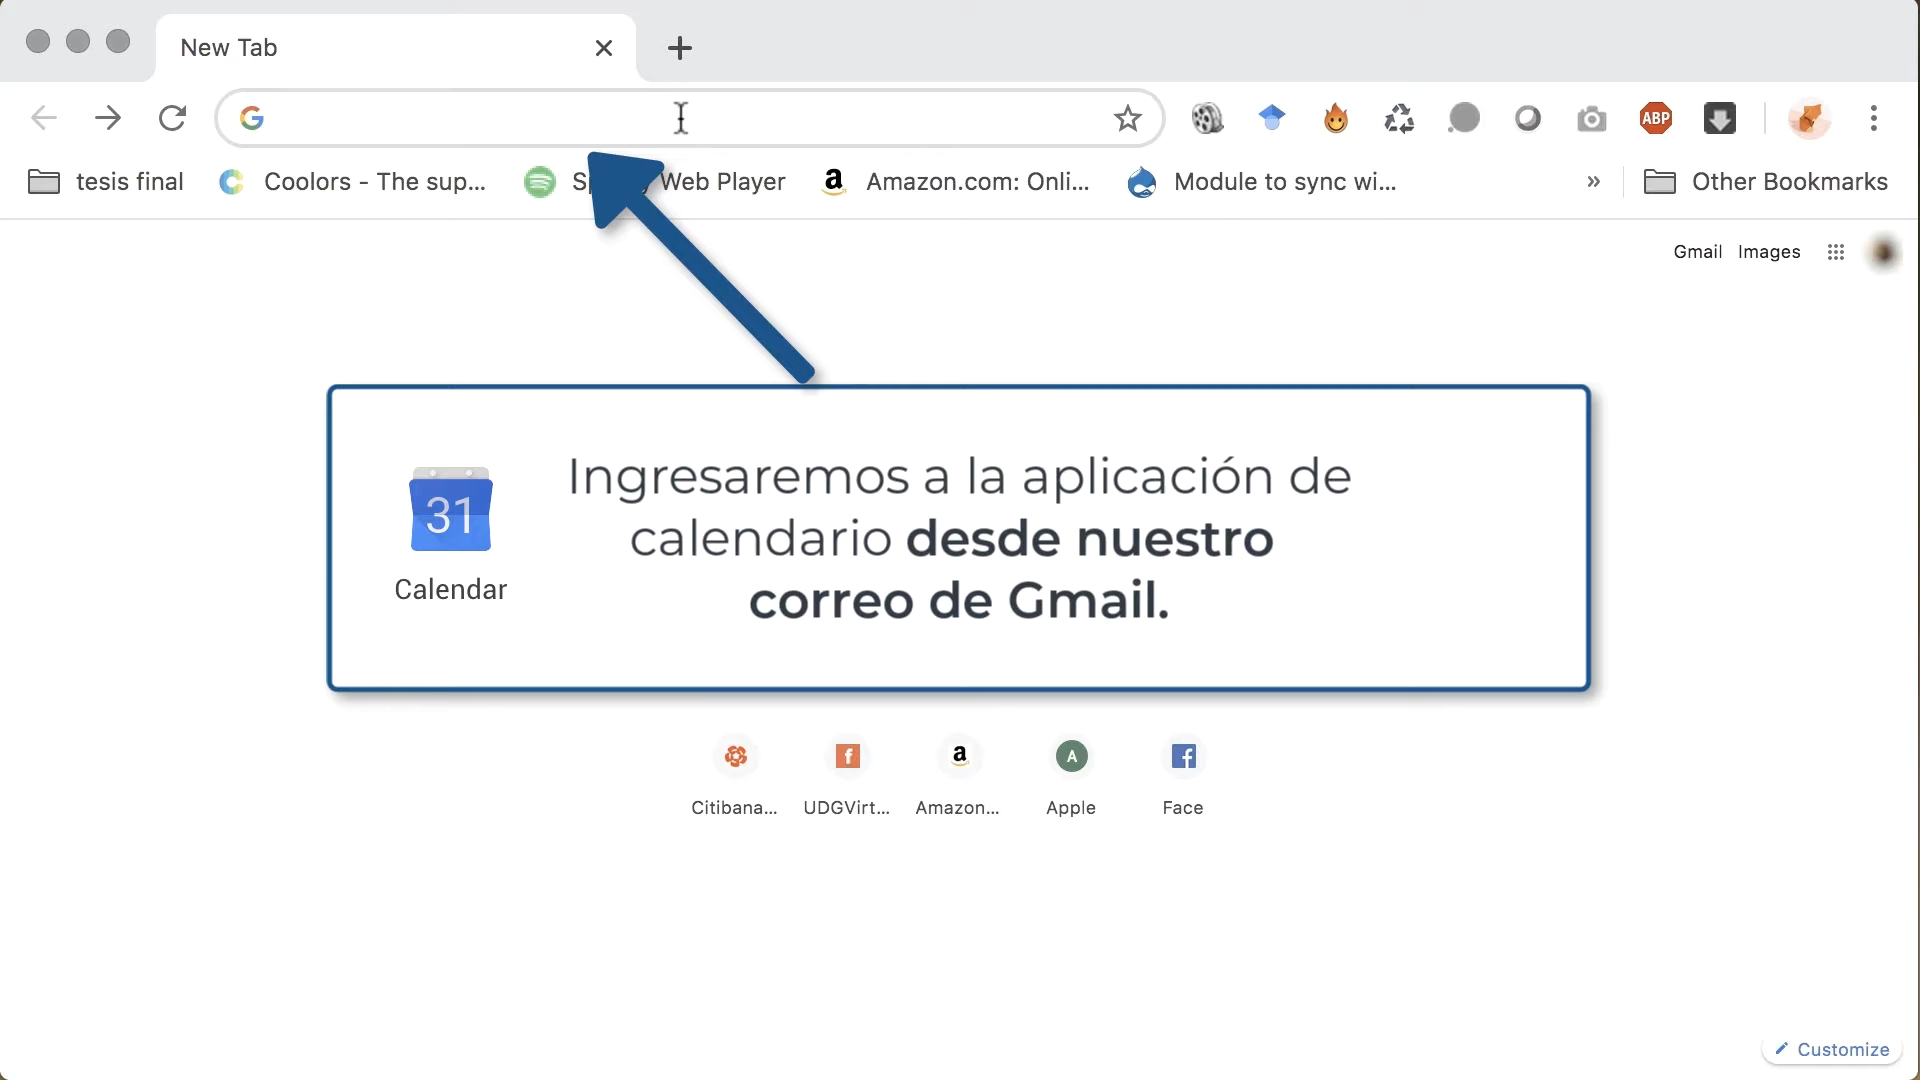 New Tab
ABP
tesis final
Coolors - The sup...
Web Player
a
Amazon.com: Onli...
Module to sync wi...
»
Other Bookmarks
Gmail
Images
31
Calendar
Ingresaremos a la aplicación de
calendario desde nuestro
correo de Gmail.
f
a
A
f
Citibana...
UDGVirt...
Amazon...
Apple
Face
Customize